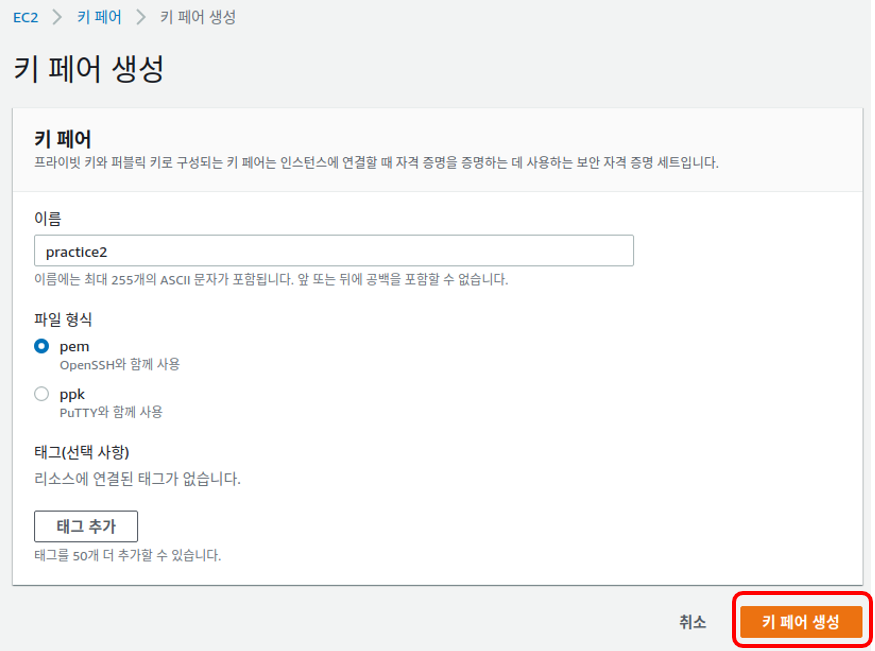 EC2 > 키 페어 > 키 페어 생성
키 페어 생성
키 페어
프라이빗 키와 퍼블릭 키로 구성되는 키 페어는 인스턴스에 연결할 때 자격 증명을 증명하는 데 사용하는 보안 자격 증명 세트입니다.
이름
practice2
이름에는 최대 255개의 ASCII 문자가 포함됩니다. 앞 또는 뒤에 공백을 포함할 수 없습니다.
파일 형식
pem
OpenSSH와 함께 사용
ppk
PuTTY와 함께 사용
태그(선택 사항)
리소스에 연결된 태그가 없습니다.
태그 추가
태그를 50개 더 추가할 수 있습니다.
취소 키 페어 생성